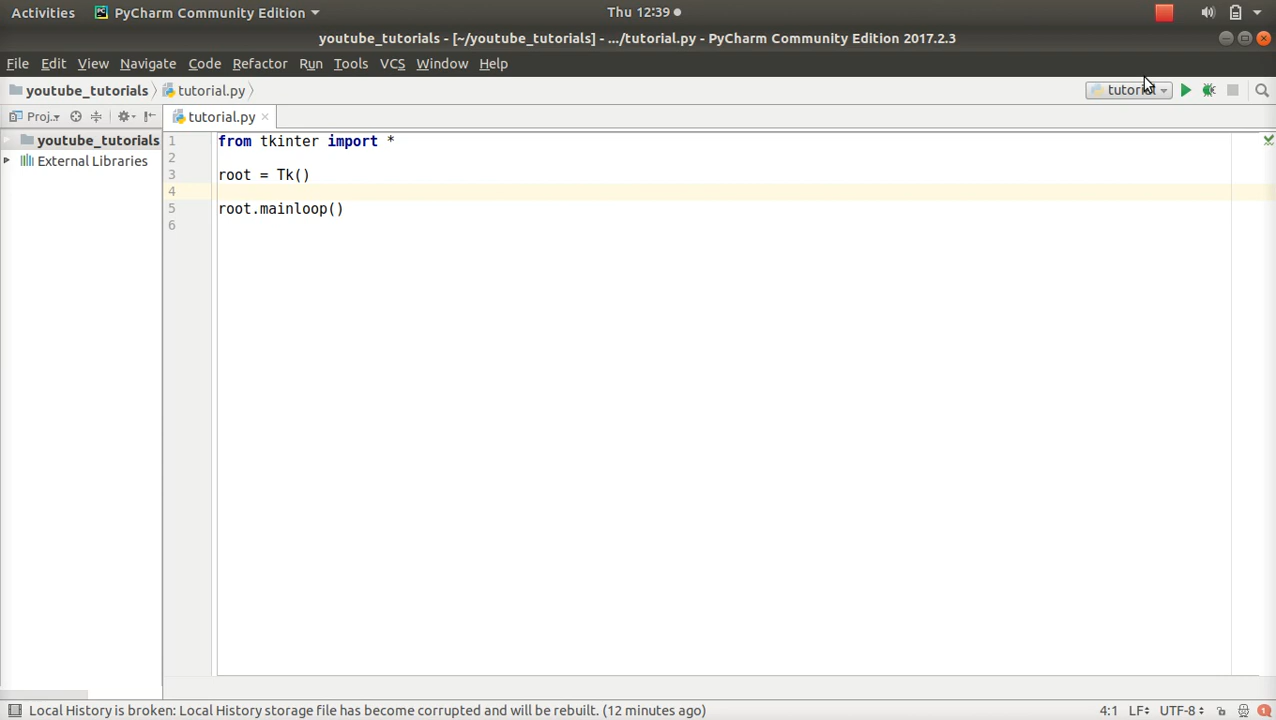 Activities PyCharm Community Edition Thu 12:39
youtube_tutorials - [~/youtube_tutorials] - .../tutorial.py - PyCharm Community Edition 2017.2.3
File Edit View Navigate Code Refactor Run Tools VCS Window Help
youtube_tutorials tutorial.py tutorial
Proj.. tutorial.py
youtube_tutorials
External Libraries
1 from tkinter import *
2
3 root = Tk()
4
5 root.mainloop()
6
Local History is broken: Local History storage file has become corrupted and will be rebuilt. (12 minutes ago) 4:1 LF UTF-8